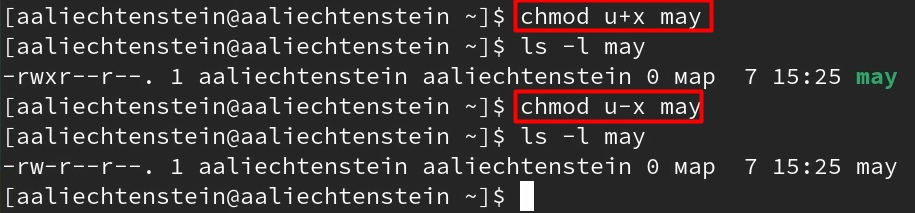 [aaliechtenstein@aaliechtenstein ~]$ chmod u+x may
[aaliechtenstein@aaliechtenstein ~]$ ls -l may
-rwxr--r--. 1 aaliechtenstein aaliechtenstein 0 мар  7 15:25 may
[aaliechtenstein@aaliechtenstein ~]$ chmod u-x may
[aaliechtenstein@aaliechtenstein ~]$ ls -l may
-rw-r--r--. 1 aaliechtenstein aaliechtenstein 0 мар  7 15:25 may
[aaliechtenstein@aaliechtenstein ~]$